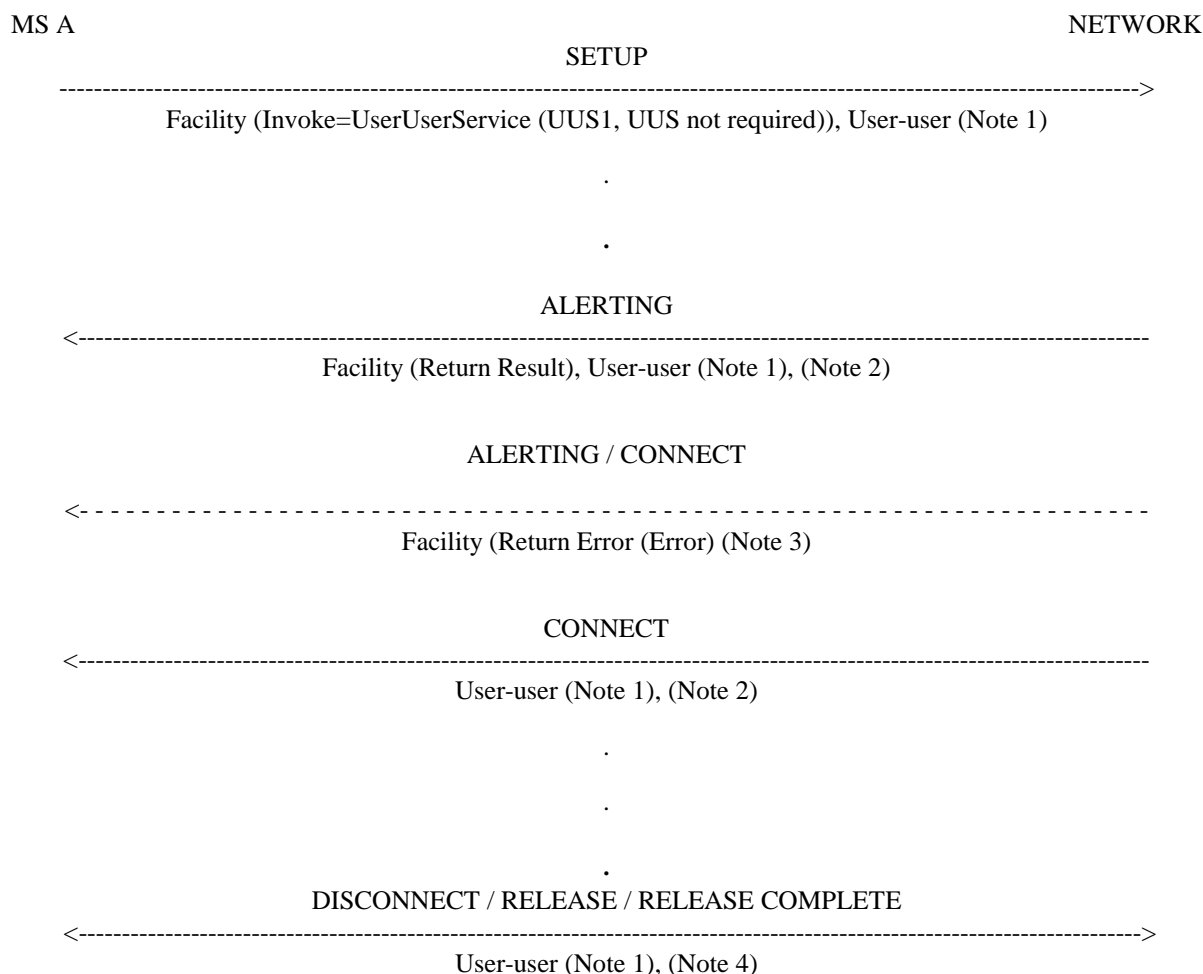 MS A NETWORK
SETUP
------------------------------------------------------------------------------------------------------------------------------>
Facility (Invoke=UserUserService (UUS1, UUS not required)), User-user (Note 1)
.
.
ALERTING
<-----------------------------------------------------------------------------------------------------------------------------
Facility (Return Result), User-user (Note 1), (Note 2)
ALERTING / CONNECT
<- - - - - - - - - - - - - - - - - - - - - - - - - - - - - - - - - - - - - - - - - - - - - - - - - - - - - - - - -
Facility (Return Error (Error) (Note 3)
CONNECT
<-----------------------------------------------------------------------------------------------------------------------------
User-user (Note 1), (Note 2)
.
.
.
DISCONNECT / RELEASE / RELEASE COMPLETE
<---------------------------------------------------------------------------------------------------------------------------->
User-user (Note 1), (Note 4)